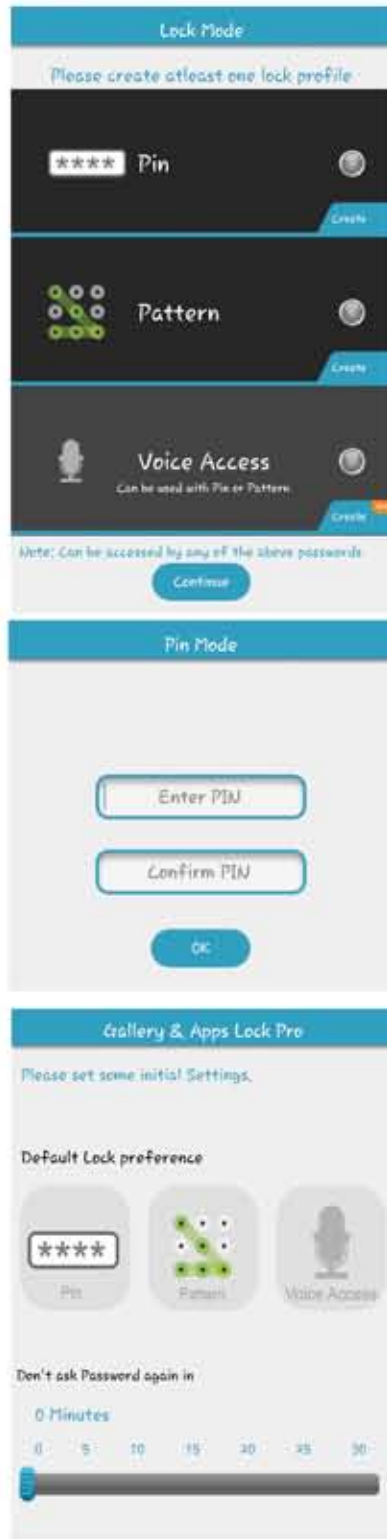 Lock Mode
Please create atleast one lock profile
**** Pin
Create
Pattern
Create
Voice Access
Can be used with Pin or Pattern
Create
Note: Can be accessed by any of the above passwords
Continue
Pin Mode
Enter PIN
Confirm PIN
OK
Gallery & Apps Lock Pro
Please set some initial Settings.
Default Lock preference
****
Pin Pattern Voice Access
Don't ask Password again in
0 Minutes
0 5 10 15 20 25 30